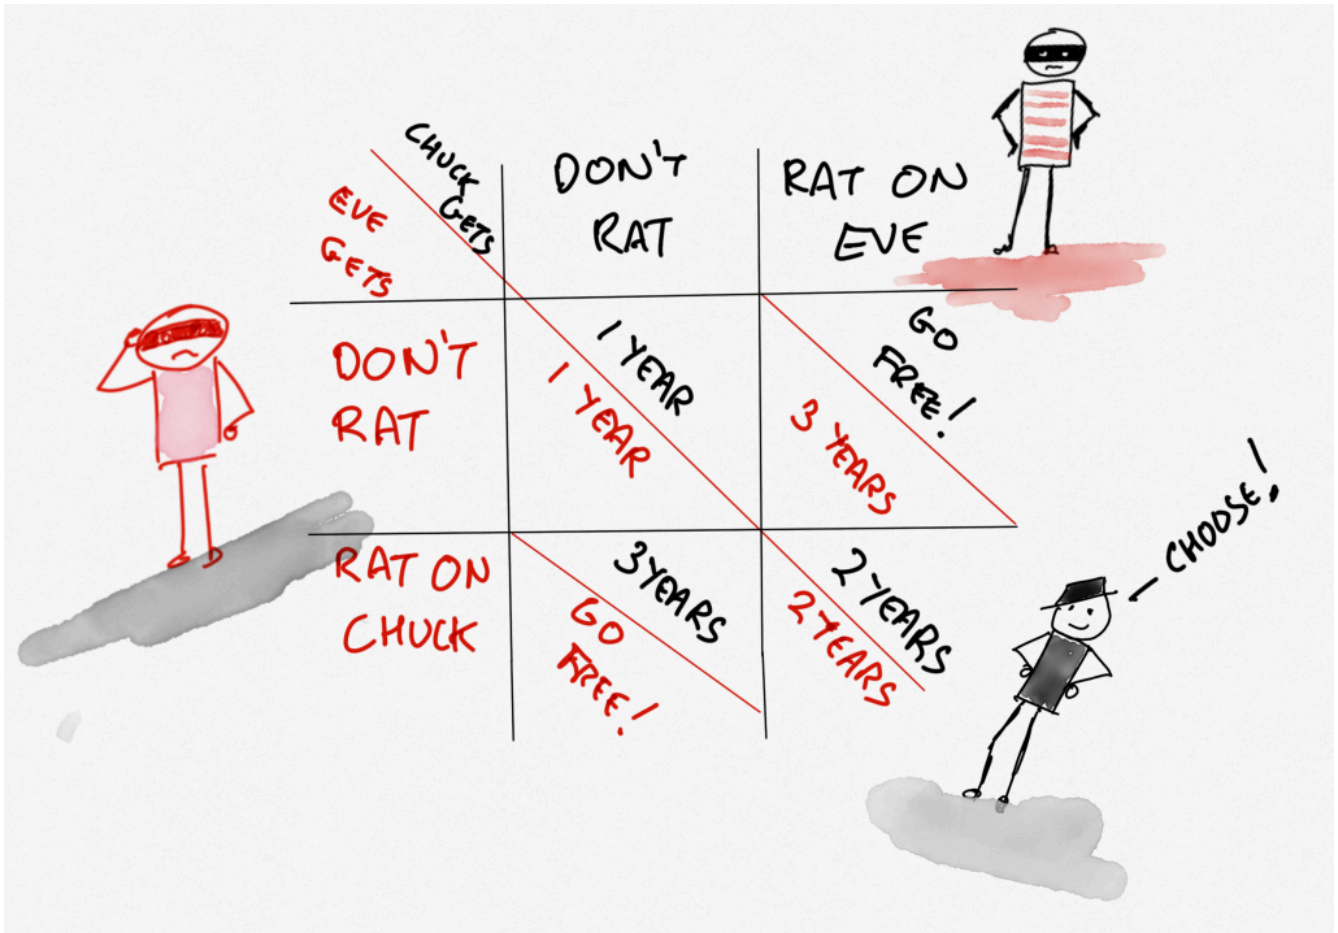 CHUCK
GETS
EVE
GETS
DON'T
RAT
RAT ON
EVE
DON'T
RAT
1 YEAR
1 YEAR
GO
FREE!
3 YEARS
RAT ON
CHUCK
3 YEARS
GO
FREE!
2 YEARS
2 YEARS
CHOOSE!